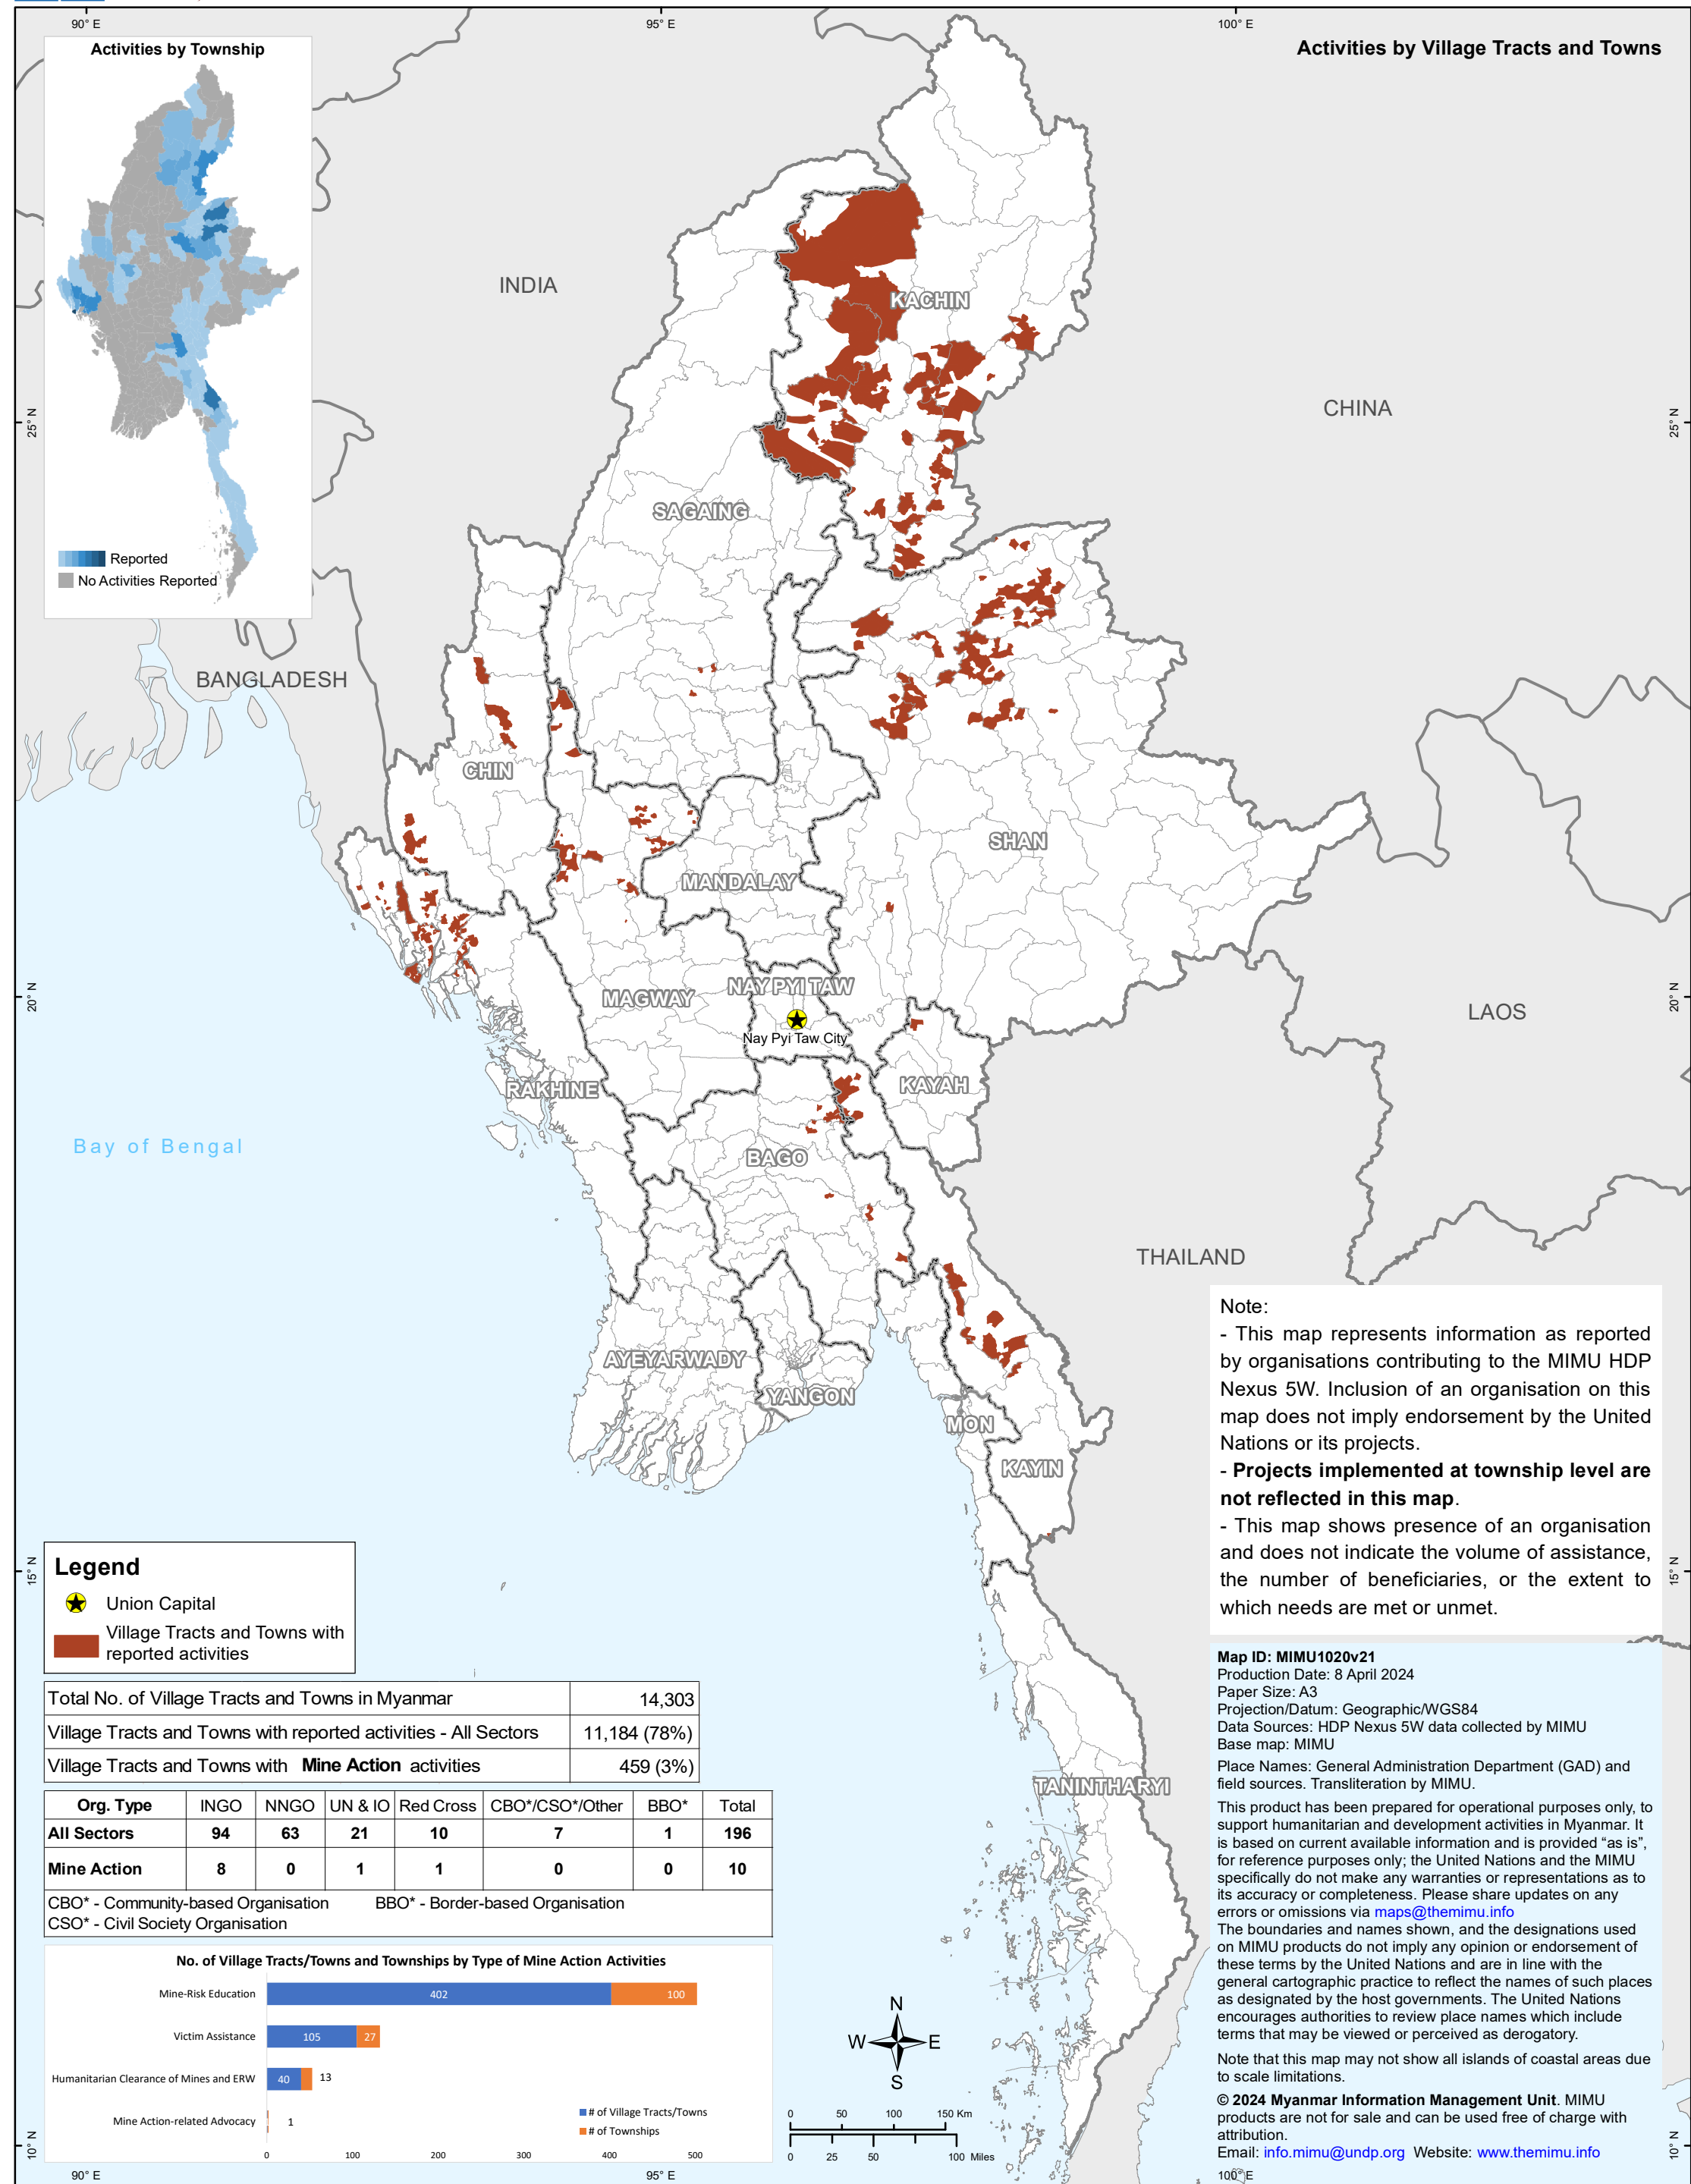 90° E
95° E
100° E
Activities by Township
Activities by Village Tracts and Towns
Reported
No Activities Reported
INDIA
KACHIN
CHINA
25° N
25° N
SAGAING
BANGLADESH
CHIN
SHAN
MANDALAY
NAY PYI TAW
MAGWAY
20° N
20° N
LAOS
Nay Pyi Taw City
RAKHINE
KAYAH
Bay of Bengal
BAGO
THAILAND
AYEYARWADY
YANGON
MON
KAYIN
TANINTHARYI
Note:
- This map represents information as reported
by organisations contributing to the MIMU HDP
Nexus 5W. Inclusion of an organisation on this
map does not imply endorsement by the United
Nations or its projects.
- Projects implemented at township level are
not reflected in this map.
- This map shows presence of an organisation
and does not indicate the volume of assistance,
the number of beneficiaries, or the extent to
which needs are met or unmet.
15° N
15° N
Legend
Union Capital
Village Tracts and Towns with
reported activities
Total No. of Village Tracts and Towns in Myanmar 14,303
Village Tracts and Towns with reported activities - All Sectors 11,184 (78%)
Village Tracts and Towns with Mine Action activities 459 (3%)
Org. Type INGO NNGO UN & IO Red Cross CBO*/CSO*/Other BBO* Total
All Sectors 94 63 21 10 7 1 196
Mine Action 8 0 1 1 0 0 10
CBO* - Community-based Organisation BBO* - Border-based Organisation
CSO* - Civil Society Organisation
No. of Village Tracts/Towns and Townships by Type of Mine Action Activities
Mine-Risk Education 402 100
Victim Assistance 105 27
Humanitarian Clearance of Mines and ERW 40 13
Mine Action-related Advocacy 1
# of Village Tracts/Towns
# of Townships
0 100 200 300 400 500
N
W E
S
0 50 100 150 Km
0 25 50 100 Miles
Map ID: MIMU1020v21
Production Date: 8 April 2024
Paper Size: A3
Projection/Datum: Geographic/WGS84
Data Sources: HDP Nexus 5W data collected by MIMU
Base map: MIMU
Place Names: General Administration Department (GAD) and
field sources. Transliteration by MIMU.
This product has been prepared for operational purposes only, to
support humanitarian and development activities in Myanmar. It
is based on current available information and is provided “as is”,
for reference purposes only; the United Nations and the MIMU
specifically do not make any warranties or representations as to
its accuracy or completeness. Please share updates on any
errors or omissions via maps@themimu.info
The boundaries and names shown, and the designations used
on MIMU products do not imply any opinion or endorsement of
these terms by the United Nations and are in line with the
general cartographic practice to reflect the names of such places
as designated by the host governments. The United Nations
encourages authorities to review place names which include
terms that may be viewed or perceived as derogatory.
Note that this map may not show all islands of coastal areas due
to scale limitations.
© 2024 Myanmar Information Management Unit. MIMU
products are not for sale and can be used free of charge with
attribution.
Email: info.mimu@undp.org Website: www.themimu.info
10° N
10° N
90° E
95° E
100° E